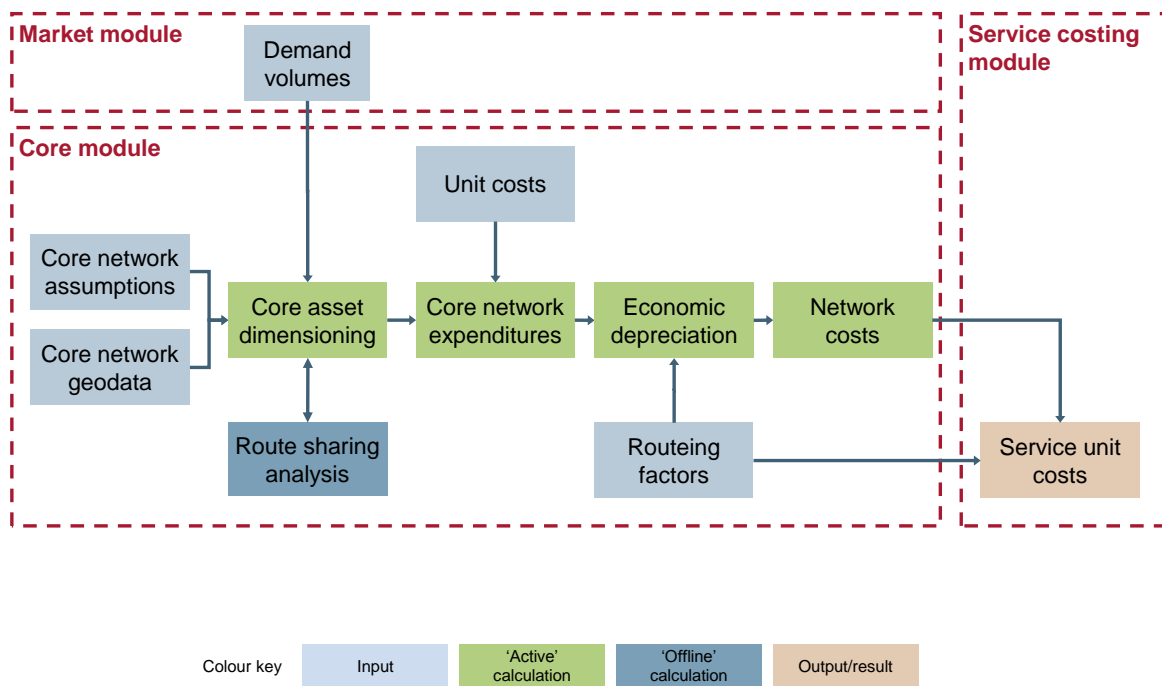 Market module
Demand
volumes
Service costing
module
Core module
Unit costs
Core network
assumptions
Core network
geodata
Core asset
dimensioning
Core network
expenditures
Economic
depreciation
Network
costs
Route sharing
analysis
Routeing
factors
Service unit
costs
Colour key
Input
‘Active’
calculation
‘Offline’
calculation
Output/result